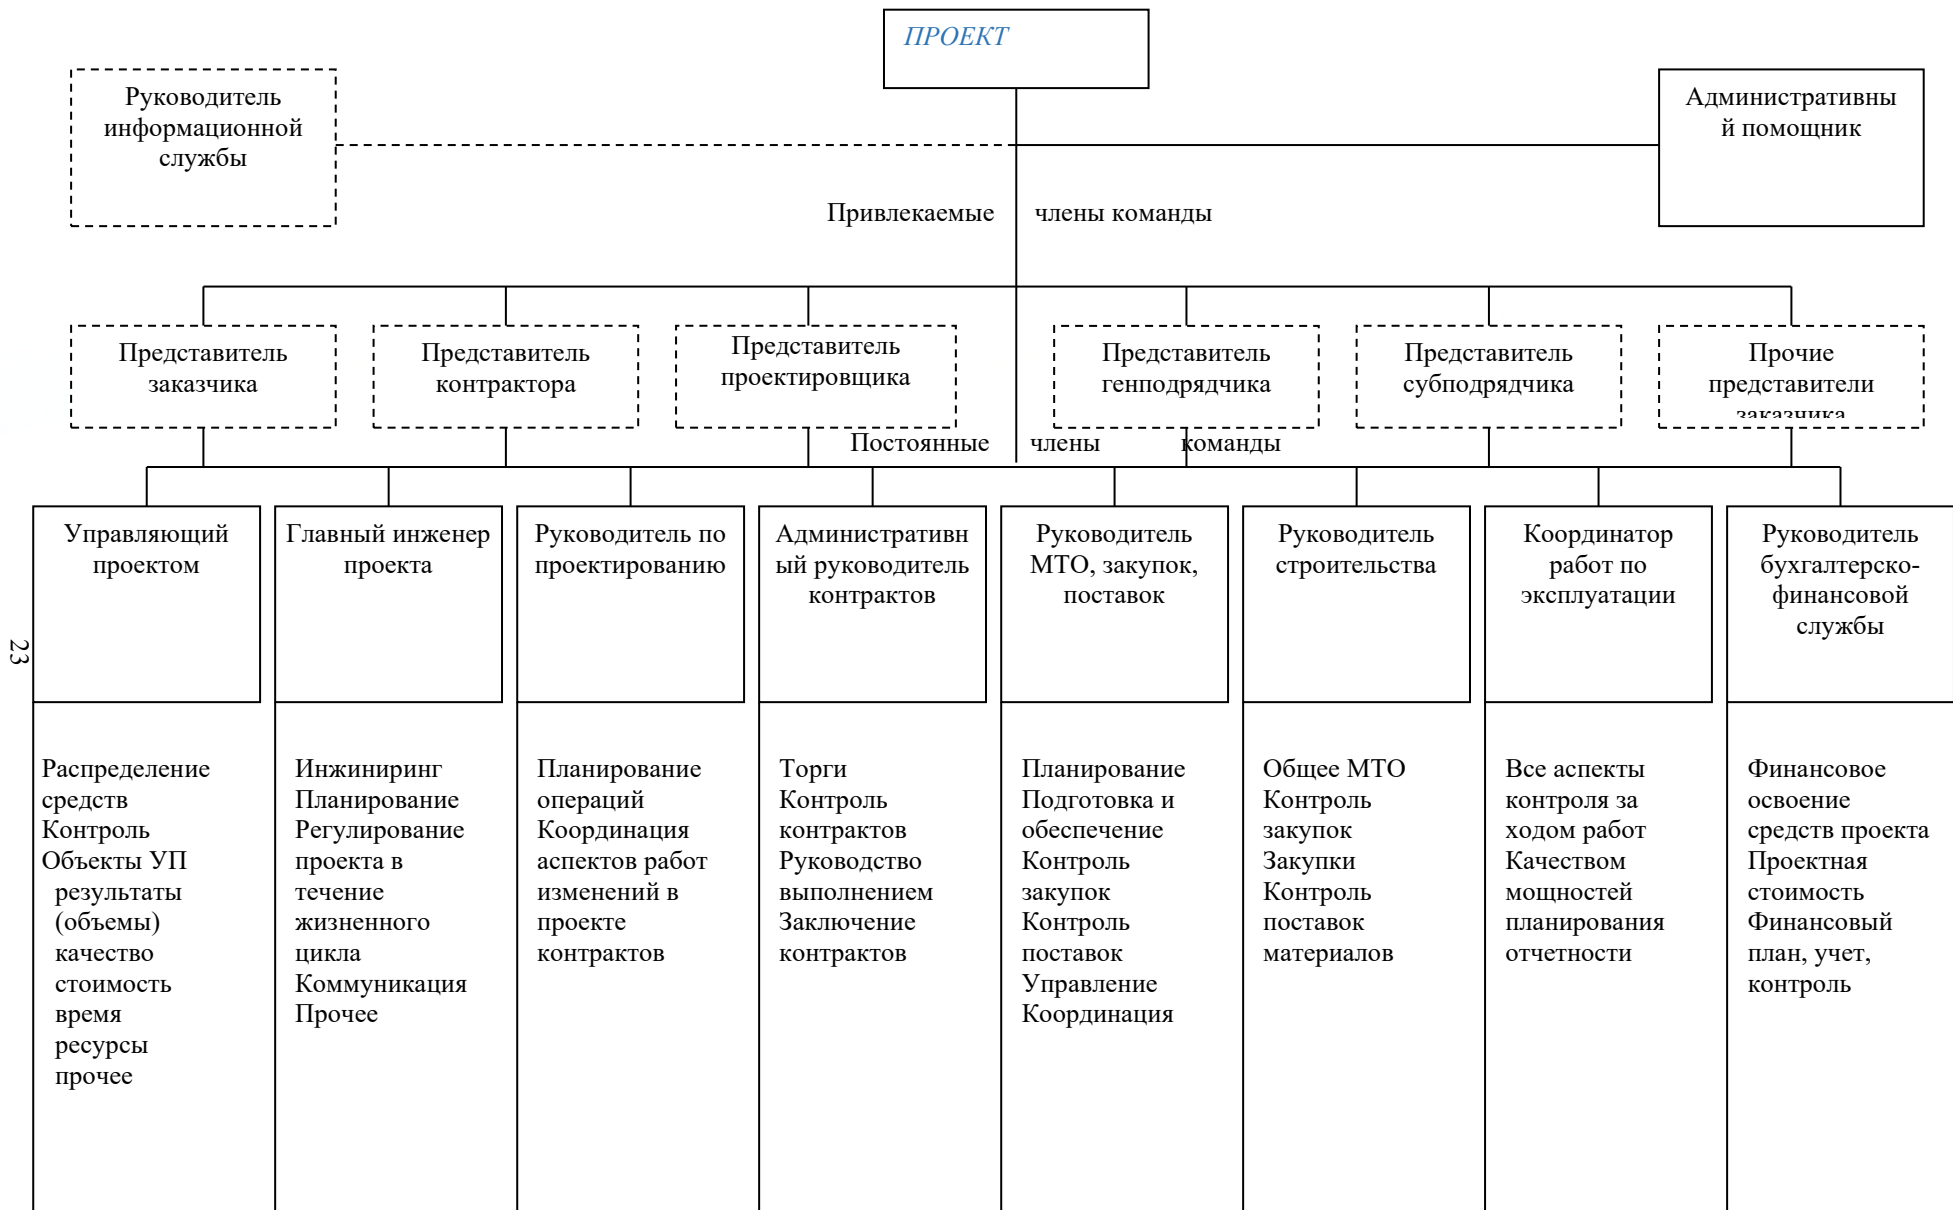 ПРОЕКТ
Руководитель
информационной
службы
Административны
й помощник
Привлекаемые члены команды
Представитель
заказчика
Представитель
контрактора
Представитель
проектировщика
Представитель
генподрядчика
Представитель
субподрядчика
Прочие
представители
заказчика
Постоянные члены команды
Управляющий
проектом
Главный инженер
проекта
Руководитель по
проектированию
Административн
ый руководитель
контрактов
Руководитель
МТО, закупок,
поставок
Руководитель
строительства
Координатор
работ по
эксплуатации
Руководитель
бухгалтерско-
финансовой
службы
23
Распределение
средств
Контроль
Объекты УП
результаты
(объемы)
качество
стоимость
время
ресурсы
прочее
Инжиниринг
Планирование
Регулирование
проекта в
течение
жизненного
цикла
Коммуникация
Прочее
Планирование
операций
Координация
аспектов работ
изменений в
проекте
контрактов
Торги
Контроль
контрактов
Руководство
выполнением
Заключение
контрактов
Планирование
Подготовка и
обеспечение
Контроль
закупок
Контроль
поставок
Управление
Координация
Общее МТО
Контроль
закупок
Закупки
Контроль
поставок
материалов
Все аспекты
контроля за
ходом работ
Качеством
мощностей
планирования
отчетности
Финансовое
освоение
средств проекта
Проектная
стоимость
Финансовый
план, учет,
контроль